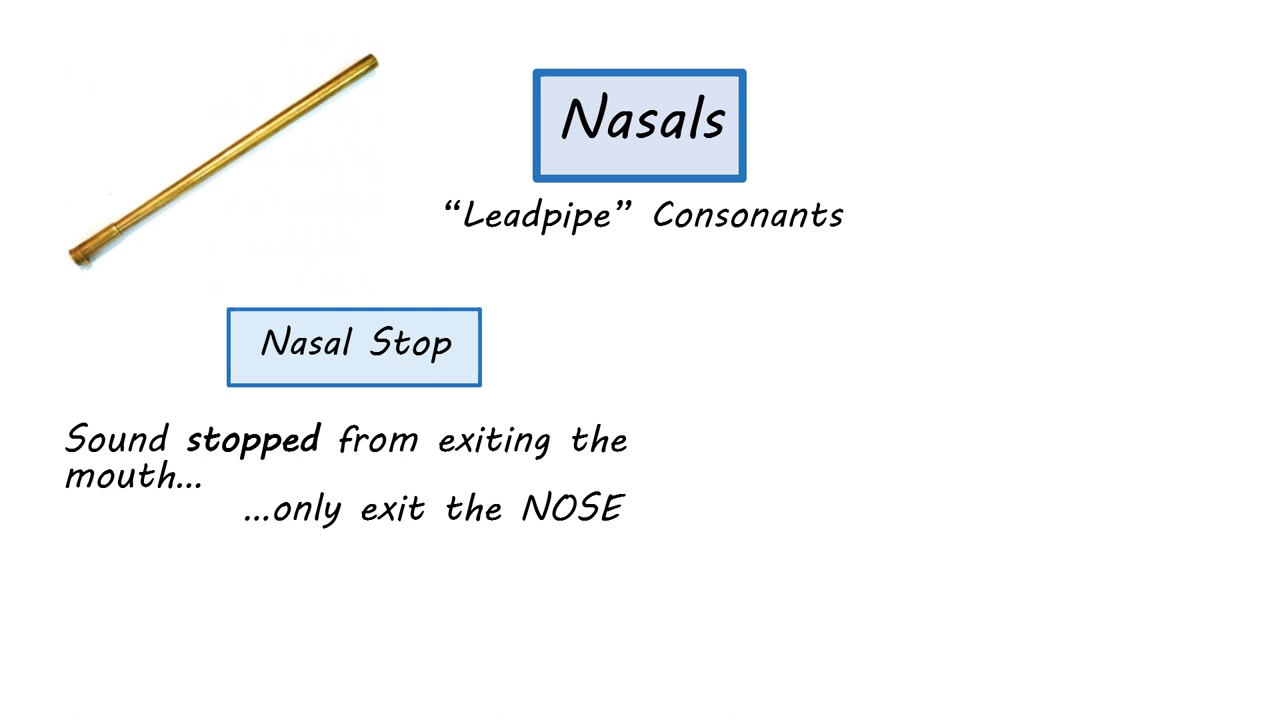 Nasals
“Leadpipe” Consonants
Nasal Stop
Sound stopped from exiting the
mouth...
...only exit the NOSE